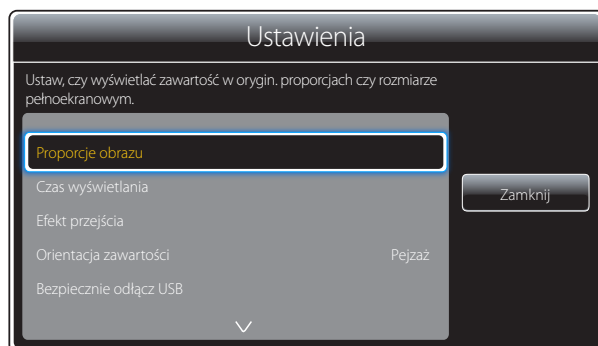 Ustawienia
Ustaw, czy wyświetlać zawartość w orygin. proporcjach czy rozmiarze
pełnoekranowym.
Proporcje obrazu
Czas wyświetlania
Efekt przejścia
Orientacja zawartości Pejzaż
Bezpiecznie odłącz USB
Zamknij